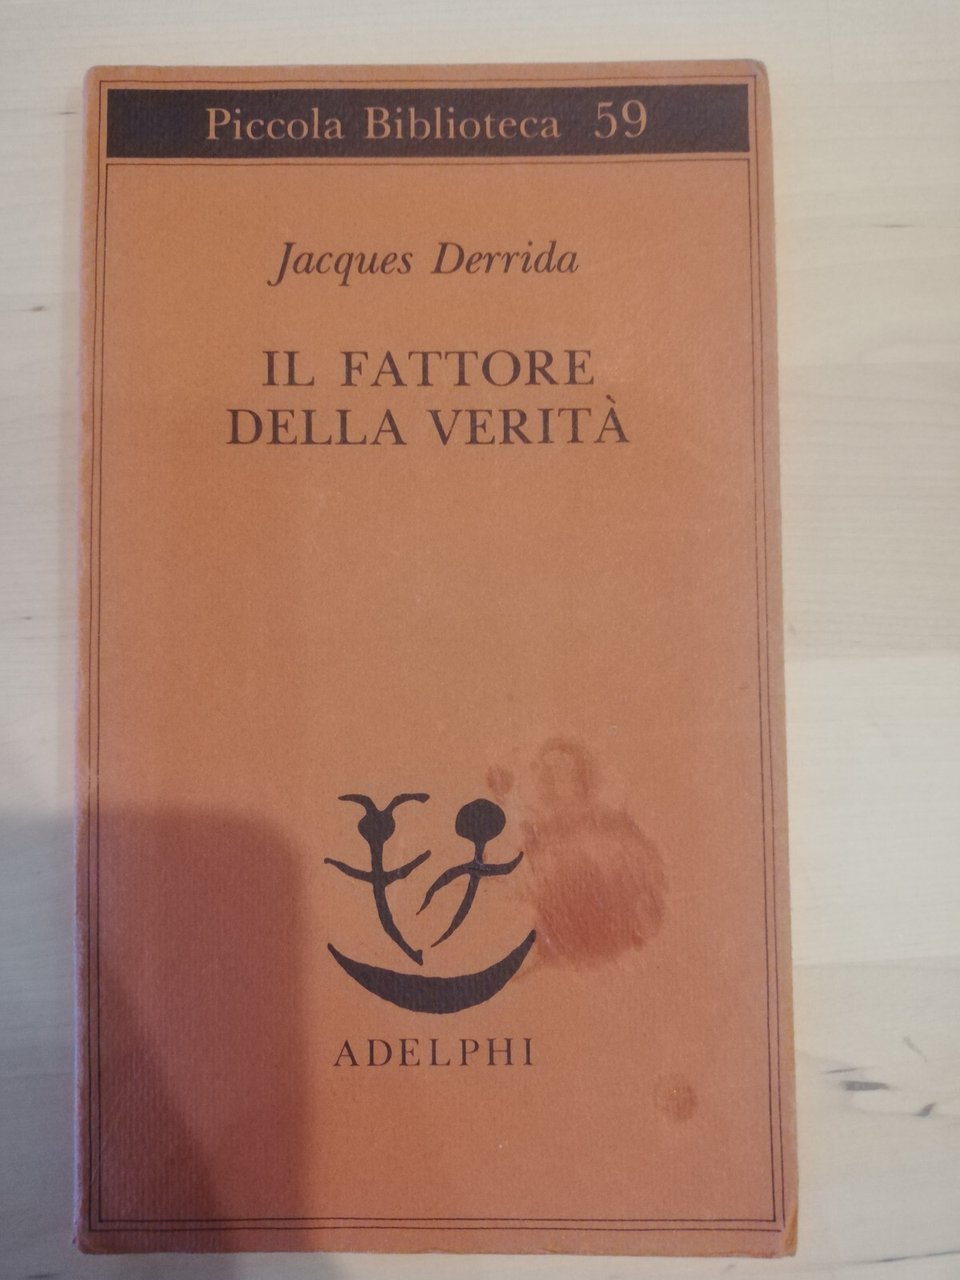 Piccola Biblioteca 59
Jacques Derrida
IL FATTORE
DELLA VERITÀ
ADELPHI